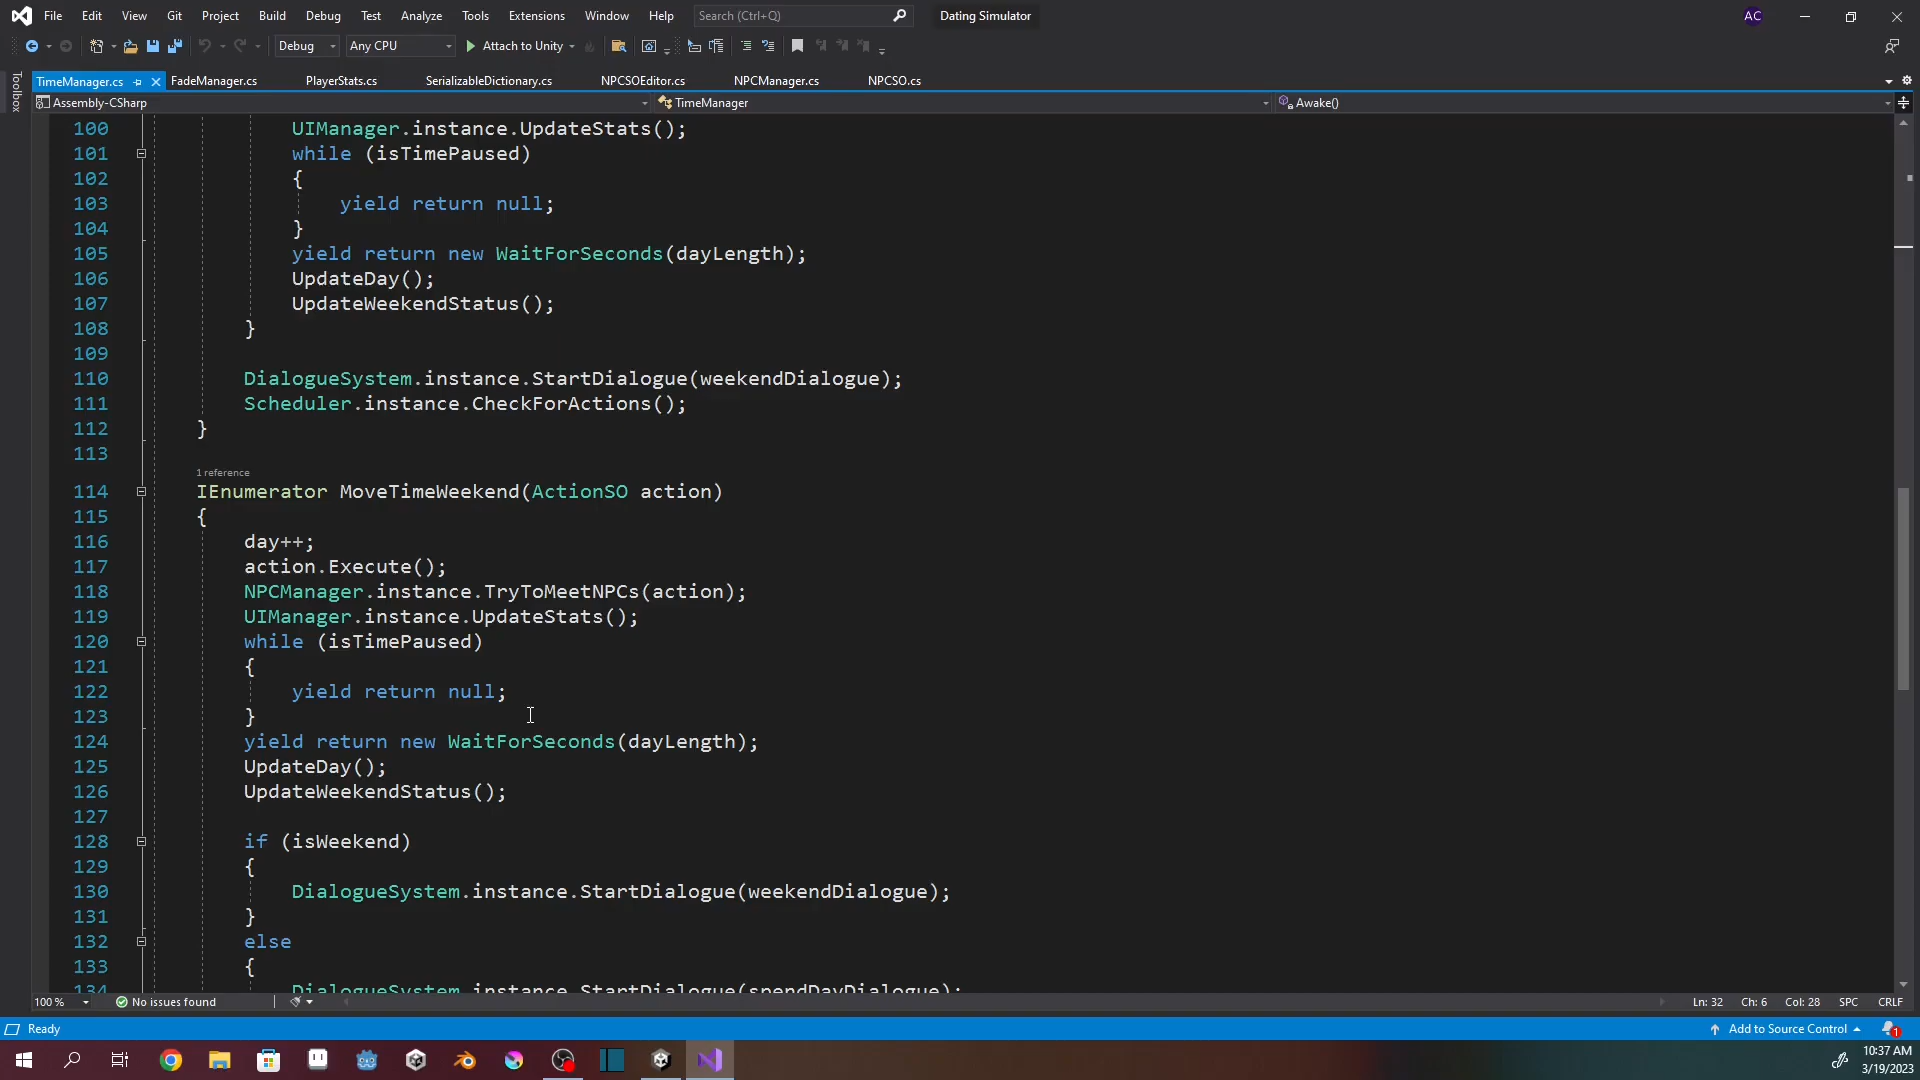 File Edit View Git Project Build Debug Test Analyze Tools Extensions Window Help Search (Ctrl+Q) Dating Simulator AC
Debug Any CPU Attach to Unity
Toolbox
TimeManager.cs FadeManager.cs PlayerStats.cs SerializableDictionary.cs NPCSOEditor.cs NPCManager.cs NPCSO.cs
Assembly-CSharp TimeManager Awake()
100 UIManager.instance.UpdateStats();
101 while (isTimePaused)
102 {
103 yield return null;
104 }
105 yield return new WaitForSeconds(dayLength);
106 UpdateDay();
107 UpdateWeekendStatus();
108 }
109
110 DialogueSystem.instance.StartDialogue(weekendDialogue);
111 Scheduler.instance.CheckForActions();
112 }
113
1 reference
114 IEnumerator MoveTimeWeekend(ActionSO action)
115 {
116 day++;
117 action.Execute();
118 NPCManager.instance.TryToMeetNPCs(action);
119 UIManager.instance.UpdateStats();
120 while (isTimePaused)
121 {
122 yield return null;
123 }
124 yield return new WaitForSeconds(dayLength);
125 UpdateDay();
126 UpdateWeekendStatus();
127
128 if (isWeekend)
129 {
130 DialogueSystem.instance.StartDialogue(weekendDialogue);
131 }
132 else
133 {
134 DialogueSystem.instance.StartDialogue(spendDayDialogue);
100 % No issues found Ln: 32 Ch: 6 Col: 28 SPC CRLF
Ready Add to Source Control 1
10:37 AM
3/19/2023